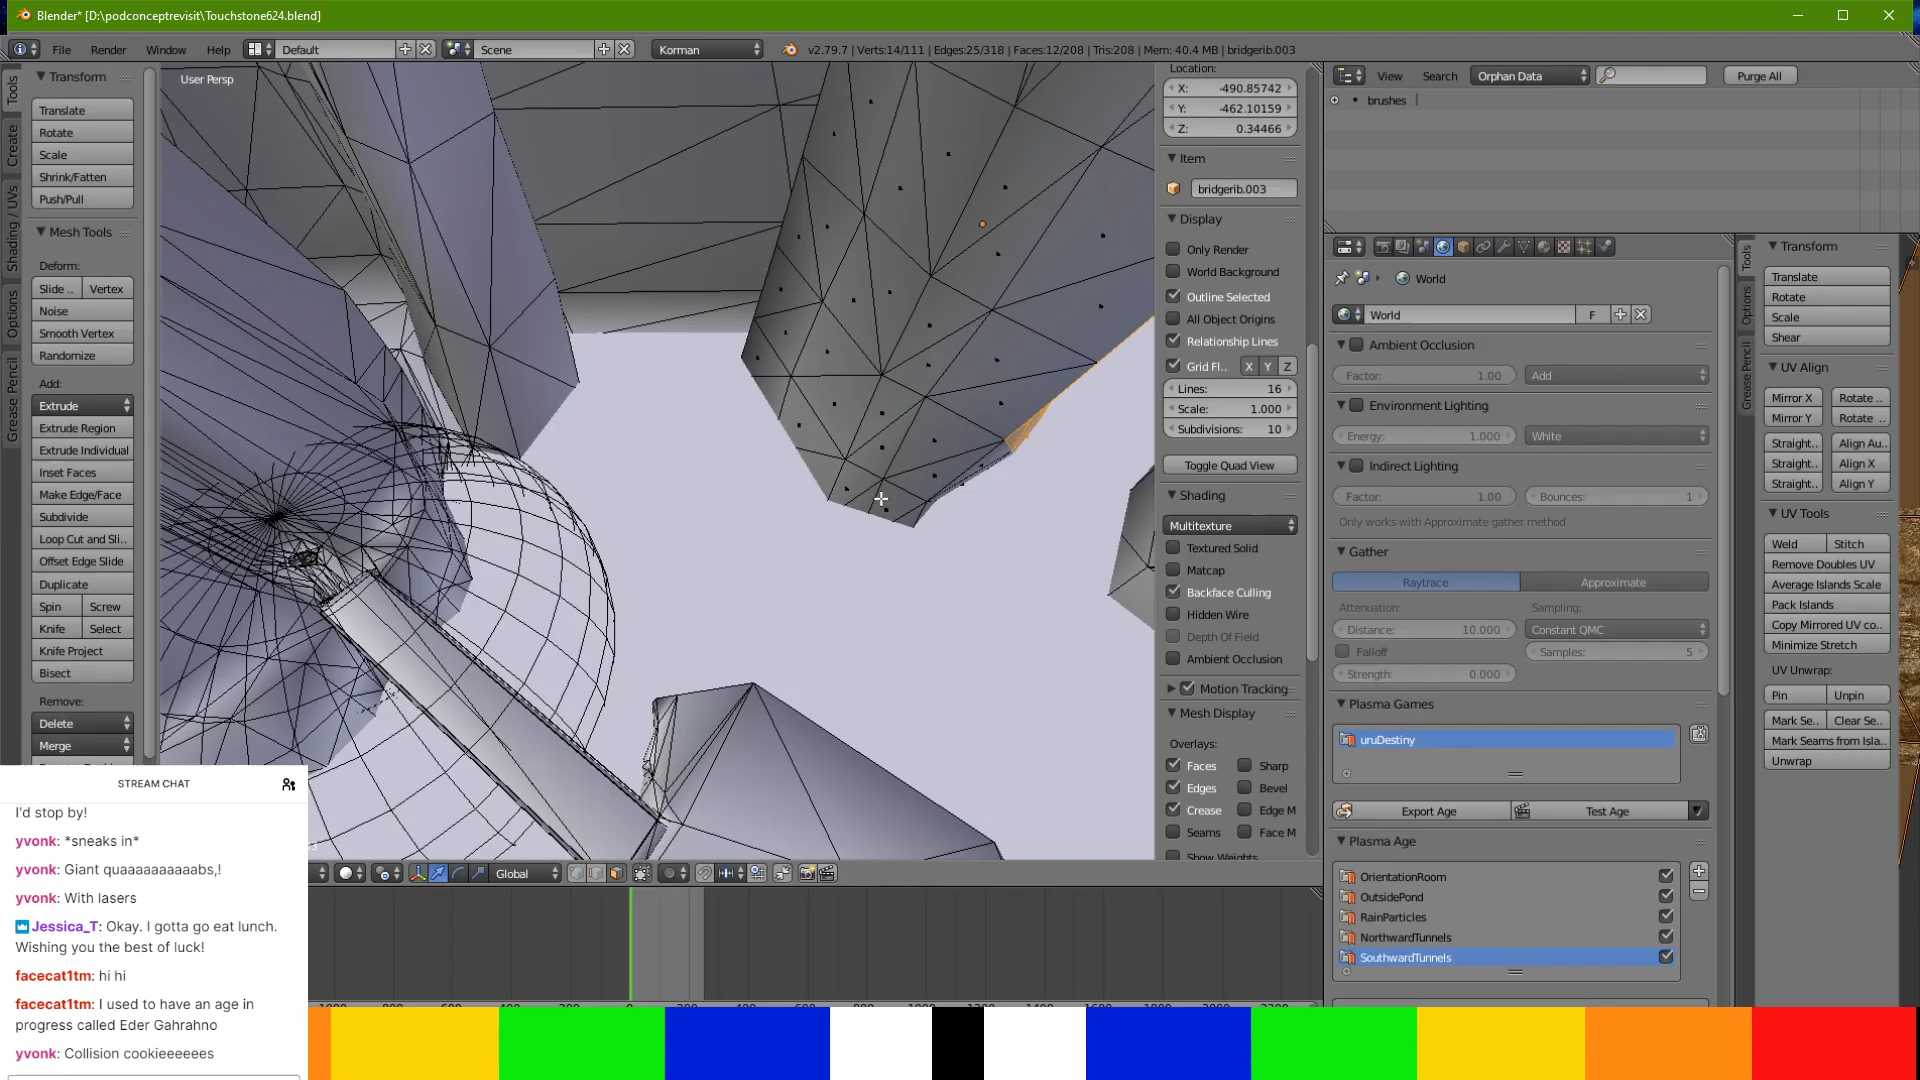 Blender* [D:\podconceptrevisit\Touchstone624.blend]
File Render Window Help Default Scene Korman v2.79.7 | Verts:14/111 | Edges:25/318 | Faces:12/208 | Tris:208 | Mem: 40.4 MB | bridgerib.003
Tools
Create
Shading / UVs
Options
Grease Pencil
Transform
Translate
Rotate
Scale
Shrink/Fatten
Push/Pull
Mesh Tools
Deform:
Slide .. Vertex
Noise
Smooth Vertex
Randomize
Add:
Extrude
Extrude Region
Extrude Individual
Inset Faces
Make Edge/Face
Subdivide
Loop Cut and Sli..
Offset Edge Slide
Duplicate
Spin Screw
Knife Select
Knife Project
Bisect
Remove:
Delete
Merge
User Persp
Location:
X: -490.85742
Y: -462.10159
Z: 0.34466
Item
bridgerib.003
Display
Only Render
World Background
Outline Selected
All Object Origins
Relationship Lines
Grid Fl.. X Y Z
Lines: 16
Scale: 1.000
Subdivisions: 10
Toggle Quad View
Shading
Multitexture
Textured Solid
Matcap
Backface Culling
Hidden Wire
Depth Of Field
Ambient Occlusion
Motion Tracking
Mesh Display
Overlays:
Faces Sharp
Edges Bevel
Crease Edge M
Seams Face M
Show Weights
Global
View Search Orphan Data Purge All
brushes
World
World F
Ambient Occlusion
Factor: 1.00 Add
Environment Lighting
Energy: 1.000 White
Indirect Lighting
Factor: 1.00 Bounces: 1
Only works with Approximate gather method
Gather
Raytrace Approximate
Attenuation: Sampling:
Distance: 10.000 Constant QMC
Falloff Samples: 5
Strength: 0.000
Plasma Games
uruDestiny
Export Age Test Age
Plasma Age
OrientationRoom
OutsidePond
RainParticles
NorthwardTunnels
SouthwardTunnels
Tools
Options
Grease Pencil
Transform
Translate
Rotate
Scale
Shear
UV Align
Mirror X Rotate ..
Mirror Y Rotate ..
Straight.. Align Au..
Straight.. Align X
Straight.. Align Y
UV Tools
Weld Stitch
Remove Doubles UV
Average Islands Scale
Pack Islands
Copy Mirrored UV co..
Minimize Stretch
UV Unwrap:
Pin Unpin
Mark Se.. Clear Se..
Mark Seams from Isla..
Unwrap
STREAM CHAT
I'd stop by!
yvonk: *sneaks in*
yvonk: Giant quaaaaaaaaaabs,!
yvonk: With lasers
Jessica_T: Okay. I gotta go eat lunch.
Wishing you the best of luck!
facecat1tm: hi hi
facecat1tm: I used to have an age in
progress called Eder Gahrahno
yvonk: Collision cookieeeeees